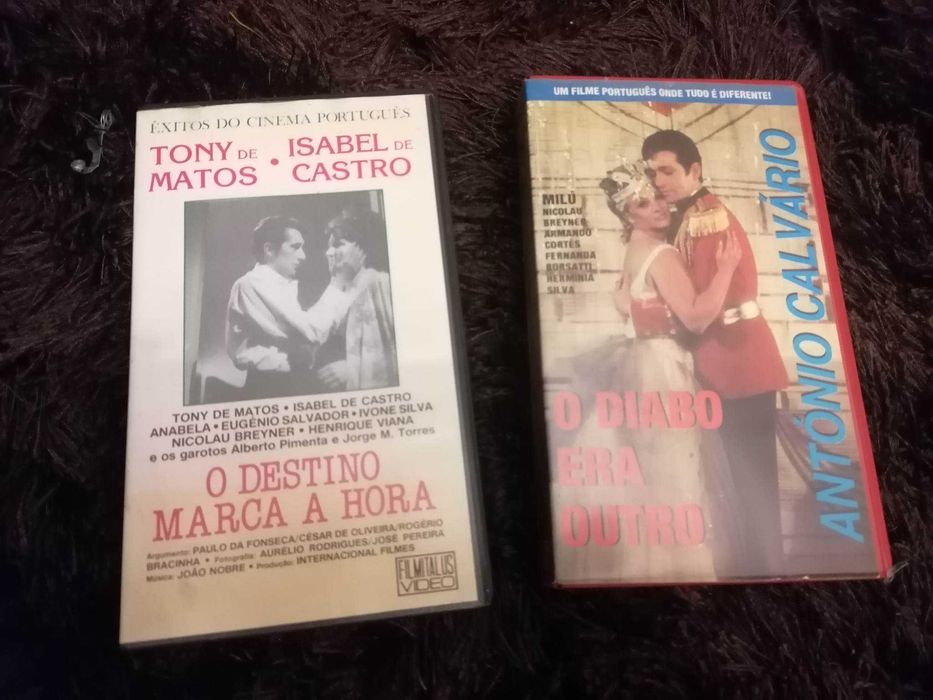 ÊXITOS DO CINEMA PORTUGUÊS
TONY DE MATOS • ISABEL DE CASTRO
TONY DE MATOS • ISABEL DE CASTRO
ANABELA • EUGÉNIO SALVADOR • IVONE SILVA
NICOLAU BREYNER • HENRIQUE VIANA
e os garotos Alberto Pimenta e Jorge M. Torres
O DESTINO
MARCA A HORA
Argumento: PAULO DA FONSECA/CÉSAR DE OLIVEIRA/ROGÉRIO
BRACINHA • Fotografia: AURÉLIO RODRIGUES/JOSÉ PEREIRA
Música: JOÃO NOBRE • Produção: INTERNACIONAL FILMES
FILMITALUS
VIDEO
UM FILME PORTUGUÊS ONDE TUDO É DIFERENTE!
MILÚ
NICOLAU
BREYNER
ARMANDO
CORTÊS
FERNANDA
BORSATTI
HERMÍNIA
SILVA
ANTÓNIO CALVÁRIO
O DIABO
ERA
OUTRO